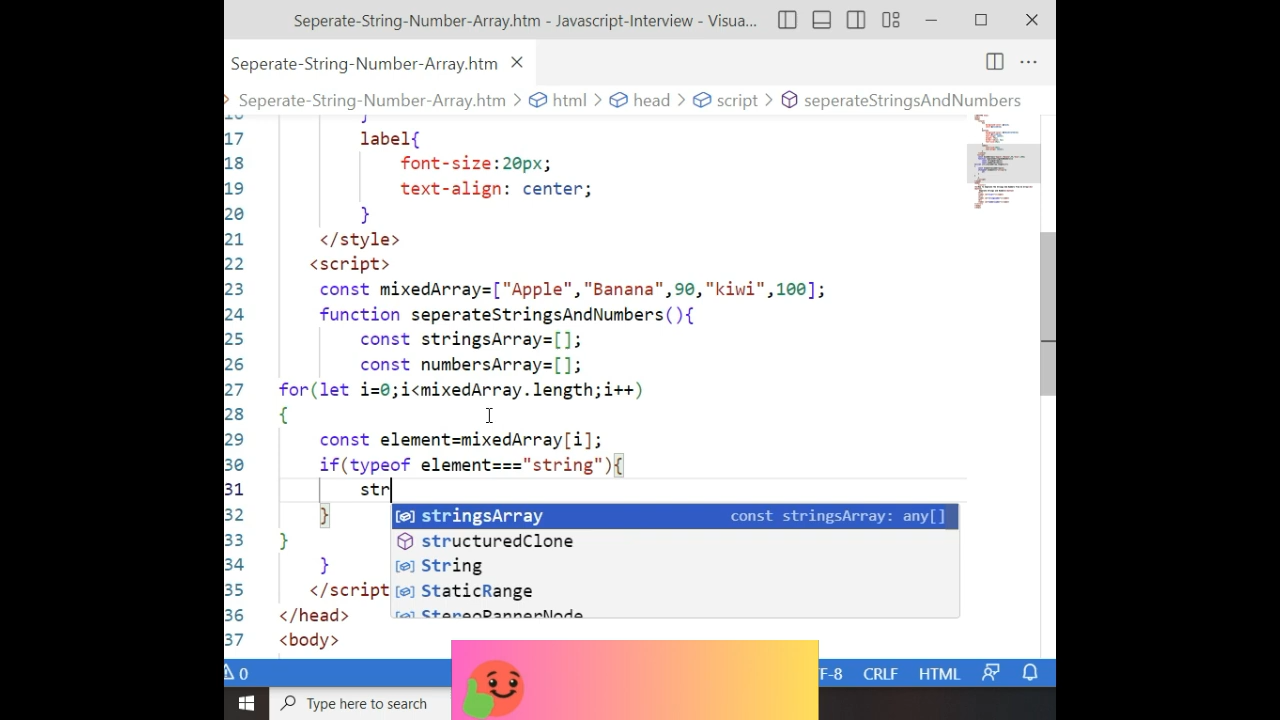 Seperate-String-Number-Array.htm - Javascript-Interview - Visua...
Seperate-String-Number-Array.htm
Seperate-String-Number-Array.htm > html > head > script > seperateStringsAndNumbers
16 }
17 label{
18 font-size:20px;
19 text-align: center;
20 }
21 </style>
22 <script>
23 const mixedArray=["Apple","Banana",90,"kiwi",100];
24 function seperateStringsAndNumbers(){
25 const stringsArray=[];
26 const numbersArray=[];
27 for(let i=0;i<mixedArray.length;i++)
28 {
29 const element=mixedArray[i];
30 if(typeof element==="string"){
31 str
32 } stringsArray const stringsArray: any[]
33 } structuredClone
34 } String
35 </script StaticRange
36 </head> StereoPannerNode
37 <body>
0 F-8 CRLF HTML
Type here to search